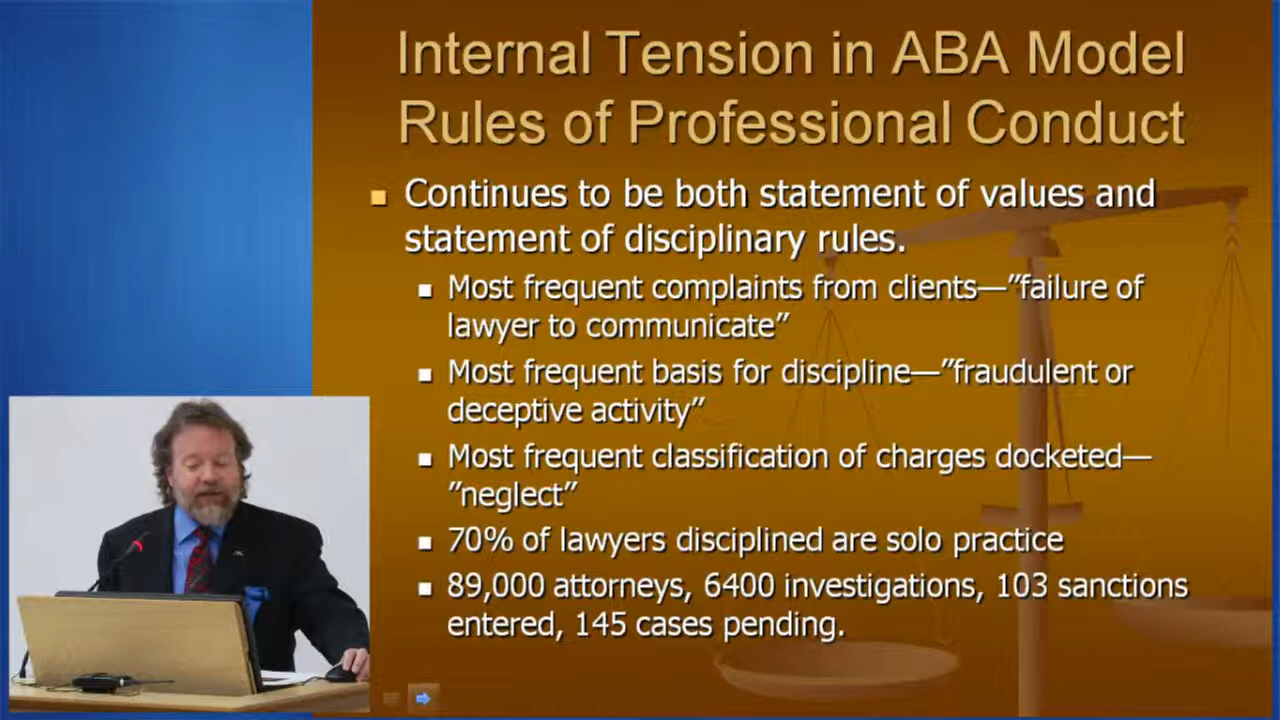 Internal Tension in ABA Model
Rules of Professional Conduct
Continues to be both statement of values and
statement of disciplinary rules.
Most frequent complaints from clients—”failure of
lawyer to communicate”
Most frequent basis for discipline—”fraudulent or
deceptive activity”
Most frequent classification of charges docketed—
”neglect”
70% of lawyers disciplined are solo practice
89,000 attorneys, 6400 investigations, 103 sanctions
entered, 145 cases pending.